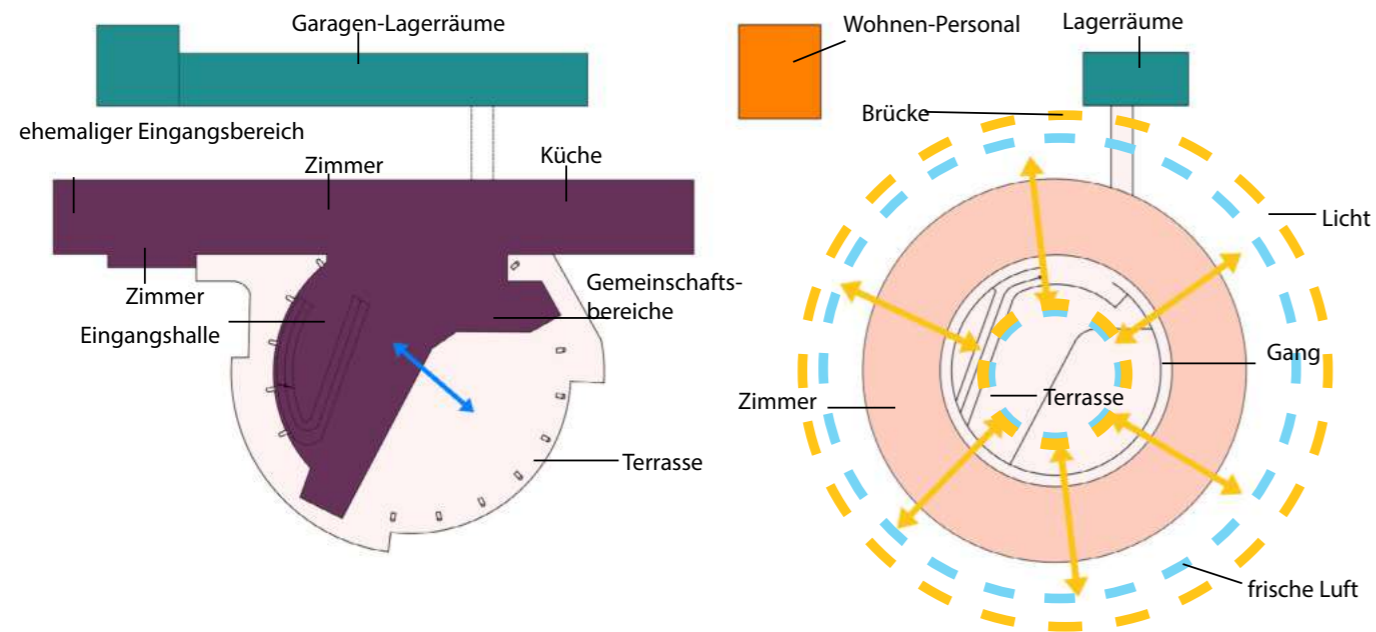 Garagen-Lagerräume
ehemaliger Eingangsbereich
Zimmer
Küche
Zimmer
Eingangshalle
Gemeinschafts-
bereiche
Terrasse
Wohnen-Personal
Lagerräume
Brücke
Licht
Gang
Zimmer
Terrasse
frische Luft